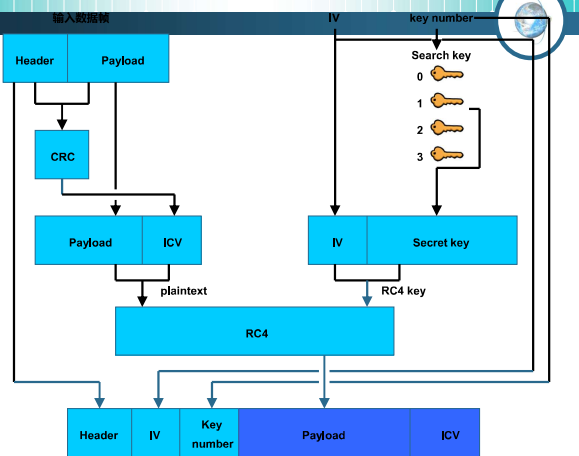 输入数据帧
IV
key number
Header
Payload
Search key
0
1
2
3
CRC
Payload
ICV
IV
Secret key
plaintext
RC4 key
RC4
Header
IV
Key
number
Payload
ICV